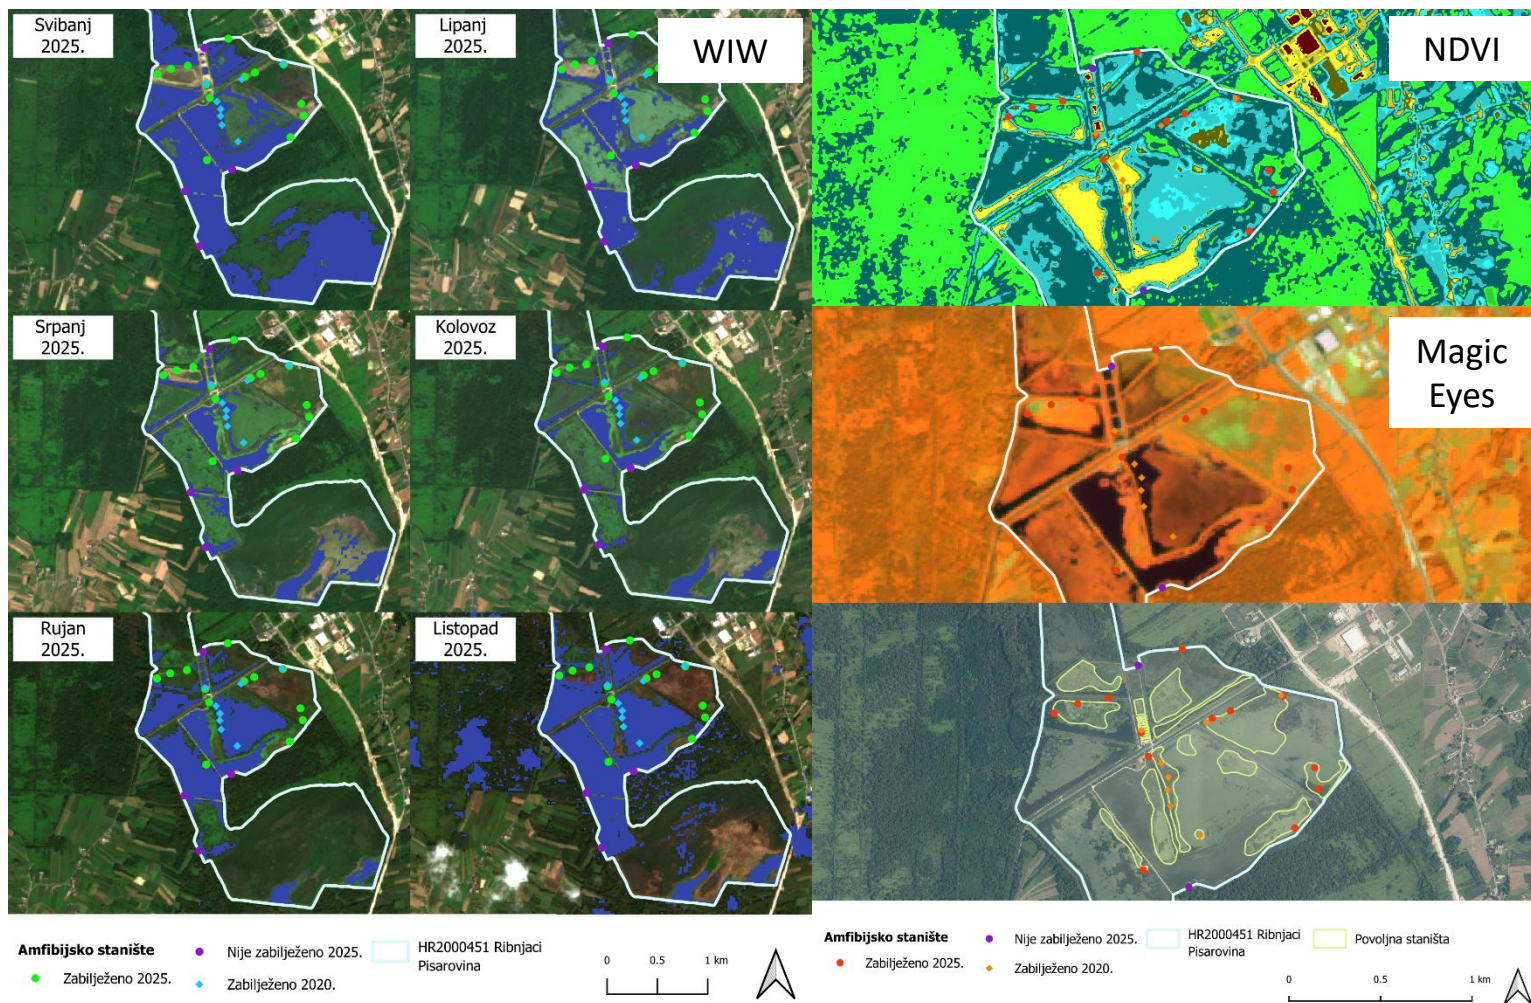 Svibanj
2025.
Lipanj
2025.
WIW
NDVI
Srpanj
2025.
Kolovoz
2025.
Magic
Eyes
Rujan
2025.
Listopad
2025.
Amfibijsko stanište
Nije zabilježeno 2025.
HR2000451 Ribnjaci
Pisarovina
Zabilježeno 2025.
Zabilježeno 2020.
0 0.5 1 km
Amfibijsko stanište
Nije zabilježeno 2025.
HR2000451 Ribnjaci
Pisarovina
Povoljna staništa
Zabilježeno 2025.
Zabilježeno 2020.
0 0.5 1 km